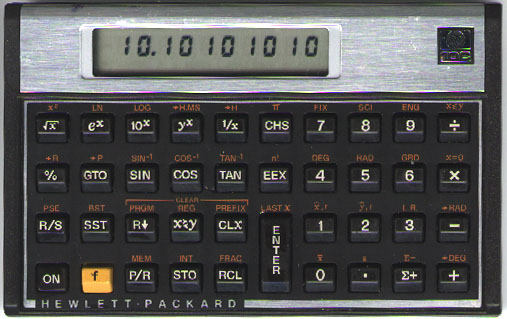 10.10101010
hp
10C
x² LN LOG →H.MS →H π FIX SCI ENG x≤y
√x eˣ 10ˣ yˣ 1/x CHS 7 8 9 ÷
→R →P SIN⁻¹ COS⁻¹ TAN⁻¹ n! DEG RAD GRD x=0
% GTO SIN COS TAN EEX 4 5 6 ×
CLEAR
PSE BST PRGM REG PREFIX LAST x x̂,r ŷ,r L.R. →RAD
R/S SST R↓ x≷y CLx ENTER 1 2 3 −
MEM INT FRAC x̄ s Σ− →DEG
ON f P/R STO RCL 0 . Σ+ +
HEWLETT·PACKARD